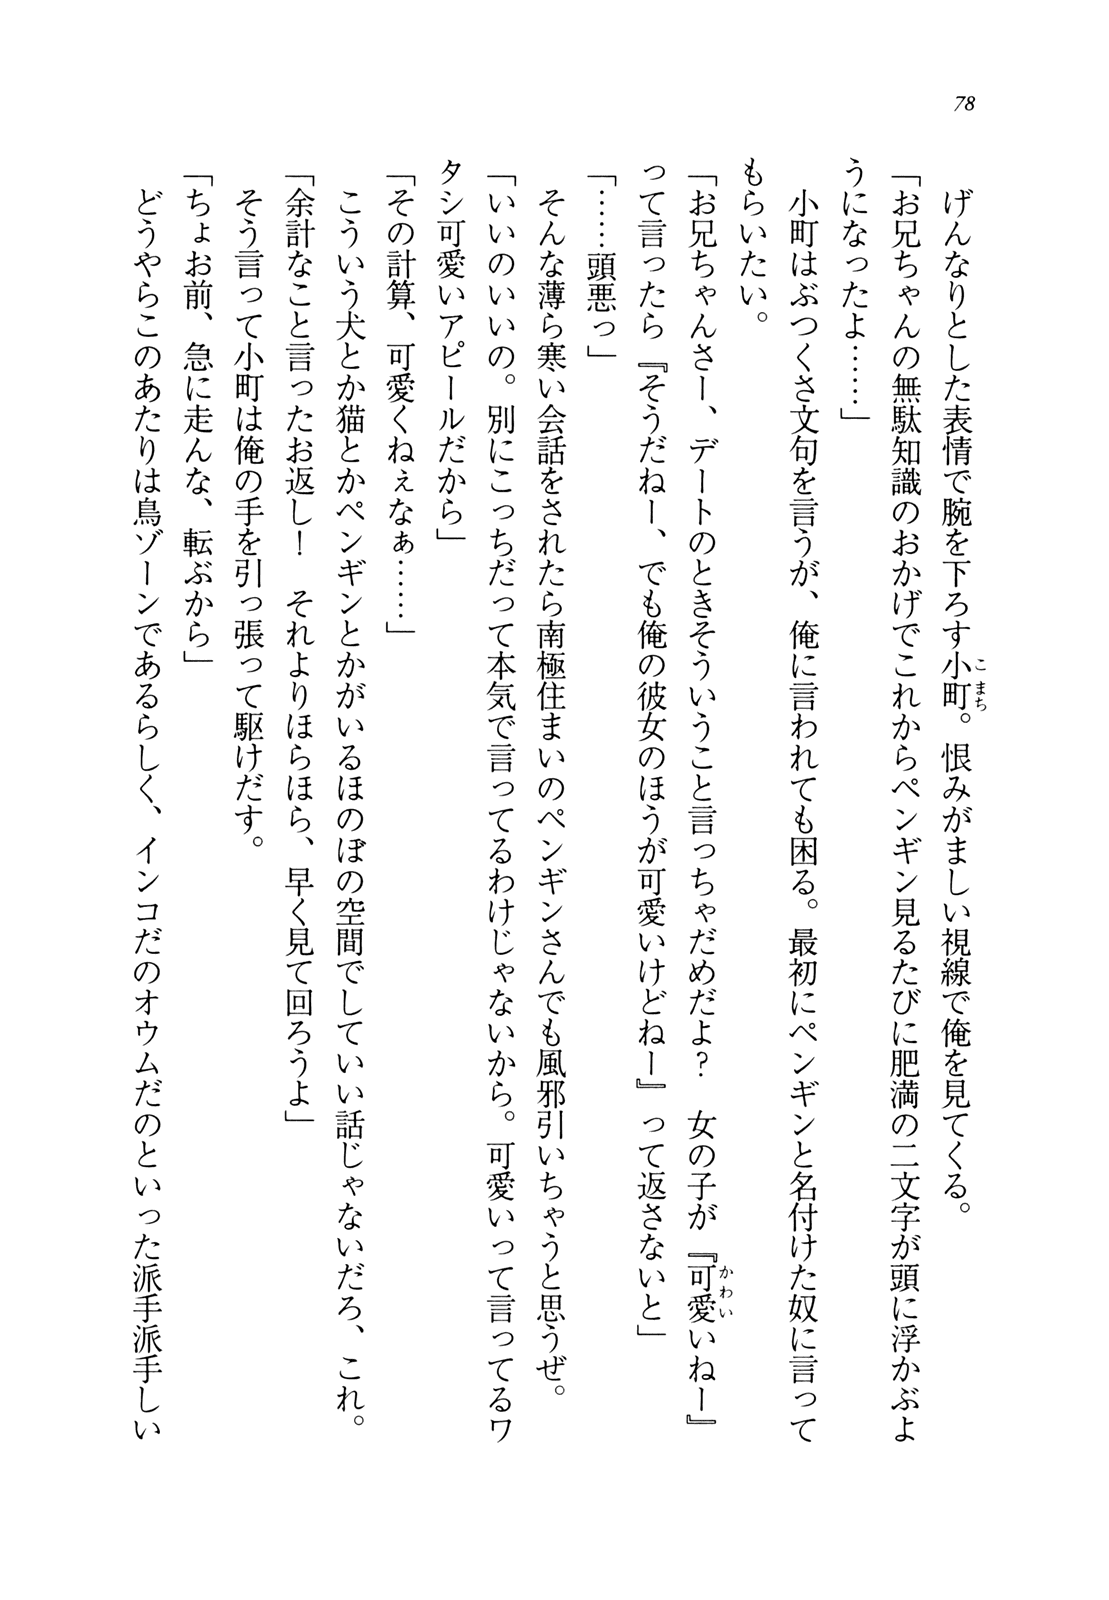 78
げんなりとした表情で腕を下ろす小町。恨みがましい視線で俺を見てくる。
こまち
「お兄ちゃんの無駄知識のおかげでこれからペンギン見るたびに肥満の二文字が頭に浮かぶよ
うになったよ……」
小町はぶつくさ文句を言うが、俺に言われても困る。最初にペンギンと名付けた奴に言って
もらいたい。
「お兄ちゃんさー、デートのときそういうこと言っちゃだめだよ？　女の子が『可愛いねー』
かわい
って言ったら『そうだねー、でも俺の彼女のほうが可愛いけどねー』って返さないと」
「……頭悪っ」
そんな薄ら寒い会話をされたら南極住まいのペンギンさんでも風邪引いちゃうと思うぜ。
「いいのいいの。別にこっちだって本気で言ってるわけじゃないから。可愛いって言ってるワ
タシ可愛いアピールだから」
「その計算、可愛くねぇなぁ……」
こういう犬とか猫とかペンギンとかがいるほのぼの空間でしていい話じゃないだろ、これ。
「余計なこと言ったお返し！　それよりほらほら、早く見て回ろうよ」
そう言って小町は俺の手を引っ張って駆けだす。
「ちょお前、急に走んな、転ぶから」
どうやらこのあたりは鳥ゾーンであるらしく、インコだのオウムだのといった派手派手しい